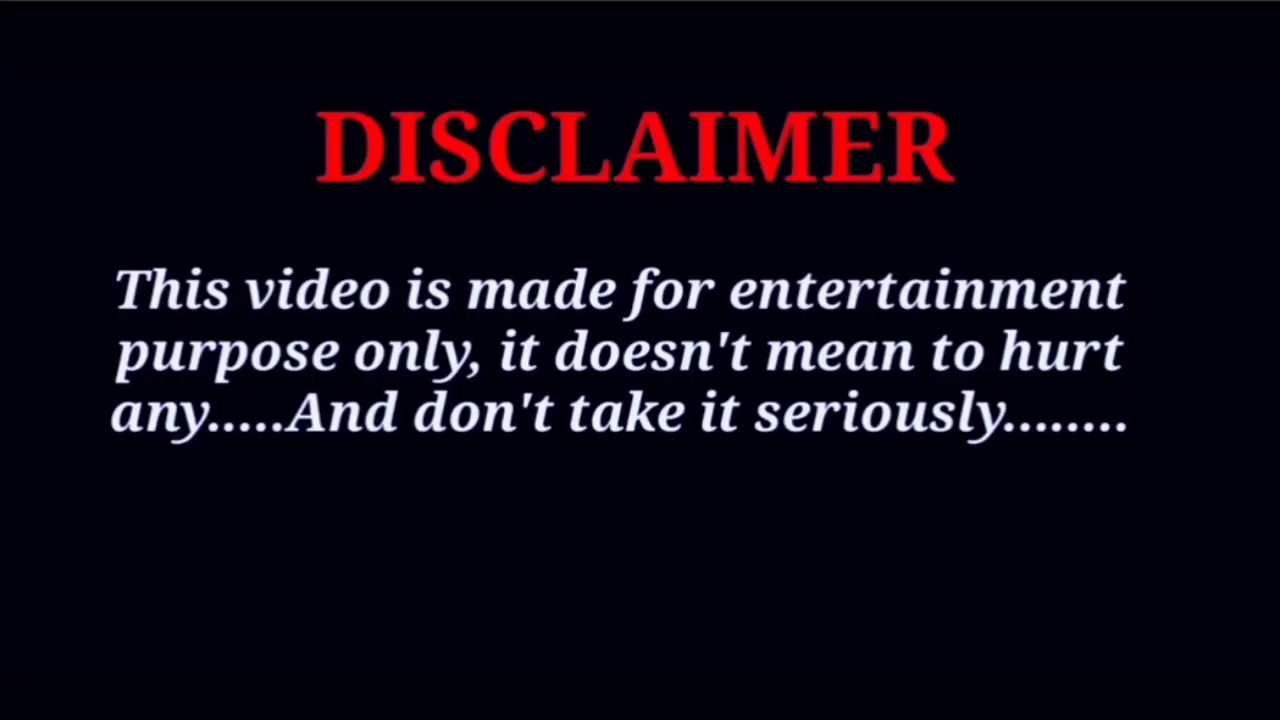 DISCLAIMER
This video is made for entertainment
purpose only, it doesn't mean to hurt
any.....And don't take it seriously........